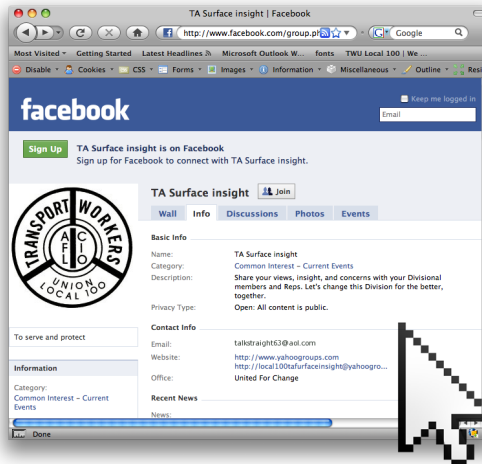 TA Surface insight | Facebook
http://www.facebook.com/group.ph
Google
Most Visited Getting Started Latest Headlines Microsoft Outlook W... fonts TWU Local 100 | We ...
Disable Cookies CSS Forms Images Information Miscellaneous Outline Resi
facebook
Keep me logged in
Email
Sign Up
TA Surface insight is on Facebook
Sign up for Facebook to connect with TA Surface insight.
TRANSPORT WORKERS
A F L C I O
UNION
LOCAL 100
TA Surface insight
Join
Wall Info Discussions Photos Events
Basic Info
Name: TA Surface insight
Category: Common Interest – Current Events
Description: Share your views, insight, and concerns with your Divisional
members and Reps. Let's change this Division for the better,
together.
Privacy Type: Open: All content is public.
Contact Info
Email: talkstraight63@aol.com
Website: http://www.yahoogroups.com
http://local100tafurfaceinsight@yahoogro...
Office: United For Change
Recent News
News:
To serve and protect
Information
Category:
Common Interest – Current
Events
Done